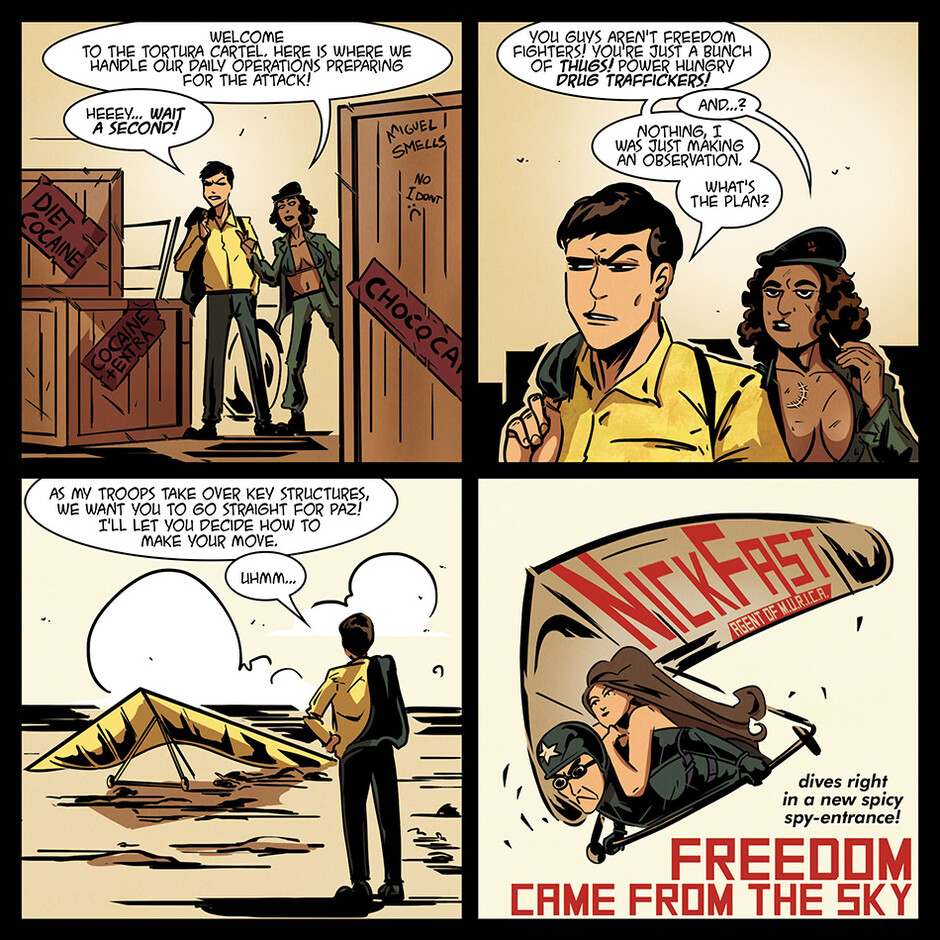 WELCOME
TO THE TORTURA CARTEL. HERE IS WHERE WE
HANDLE OUR DAILY OPERATIONS PREPARING
FOR THE ATTACK!
HEEEY... WAIT
A SECOND!
MIGUEL
SMELLS
NO
I DONT
:(
DIET
COCAINE
COCAINE
+EXTRA
CHOCOCA
YOU GUYS AREN'T FREEDOM
FIGHTERS! YOU'RE JUST A BUNCH
OF THUGS! POWER HUNGRY
DRUG TRAFFICKERS!
AND...?
NOTHING, I
WAS JUST MAKING
AN OBSERVATION.
WHAT'S
THE PLAN?
AS MY TROOPS TAKE OVER KEY STRUCTURES,
WE WANT YOU TO GO STRAIGHT FOR PAZ!
I'LL LET YOU DECIDE HOW TO
MAKE YOUR MOVE.
UHMM...
NICKFAST
AGENT OF M.U.R.I.C.A.
dives right
in a new spicy
spy-entrance!
FREEDOM
CAME FROM THE SKY